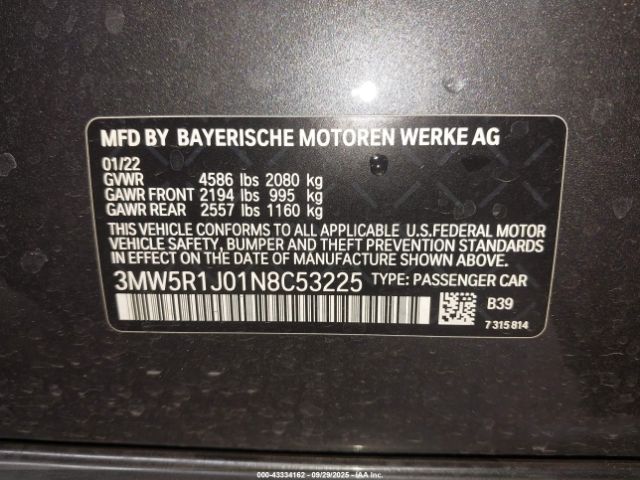 MFD BY BAYERISCHE MOTOREN WERKE AG
01/22
GVWR 4586 lbs 2080 kg
GAWR FRONT 2194 lbs 995 kg
GAWR REAR 2557 lbs 1160 kg
THIS VEHICLE CONFORMS TO ALL APPLICABLE U.S.FEDERAL MOTOR
VEHICLE SAFETY, BUMPER AND THEFT PREVENTION STANDARDS
IN EFFECT ON THE DATE OF MANUFACTURE SHOWN ABOVE.
3MW5R1J01N8C53225 TYPE: PASSENGER CAR
B39
7 315 814
000-43334162 - 09/29/2025 - IAA, Inc.